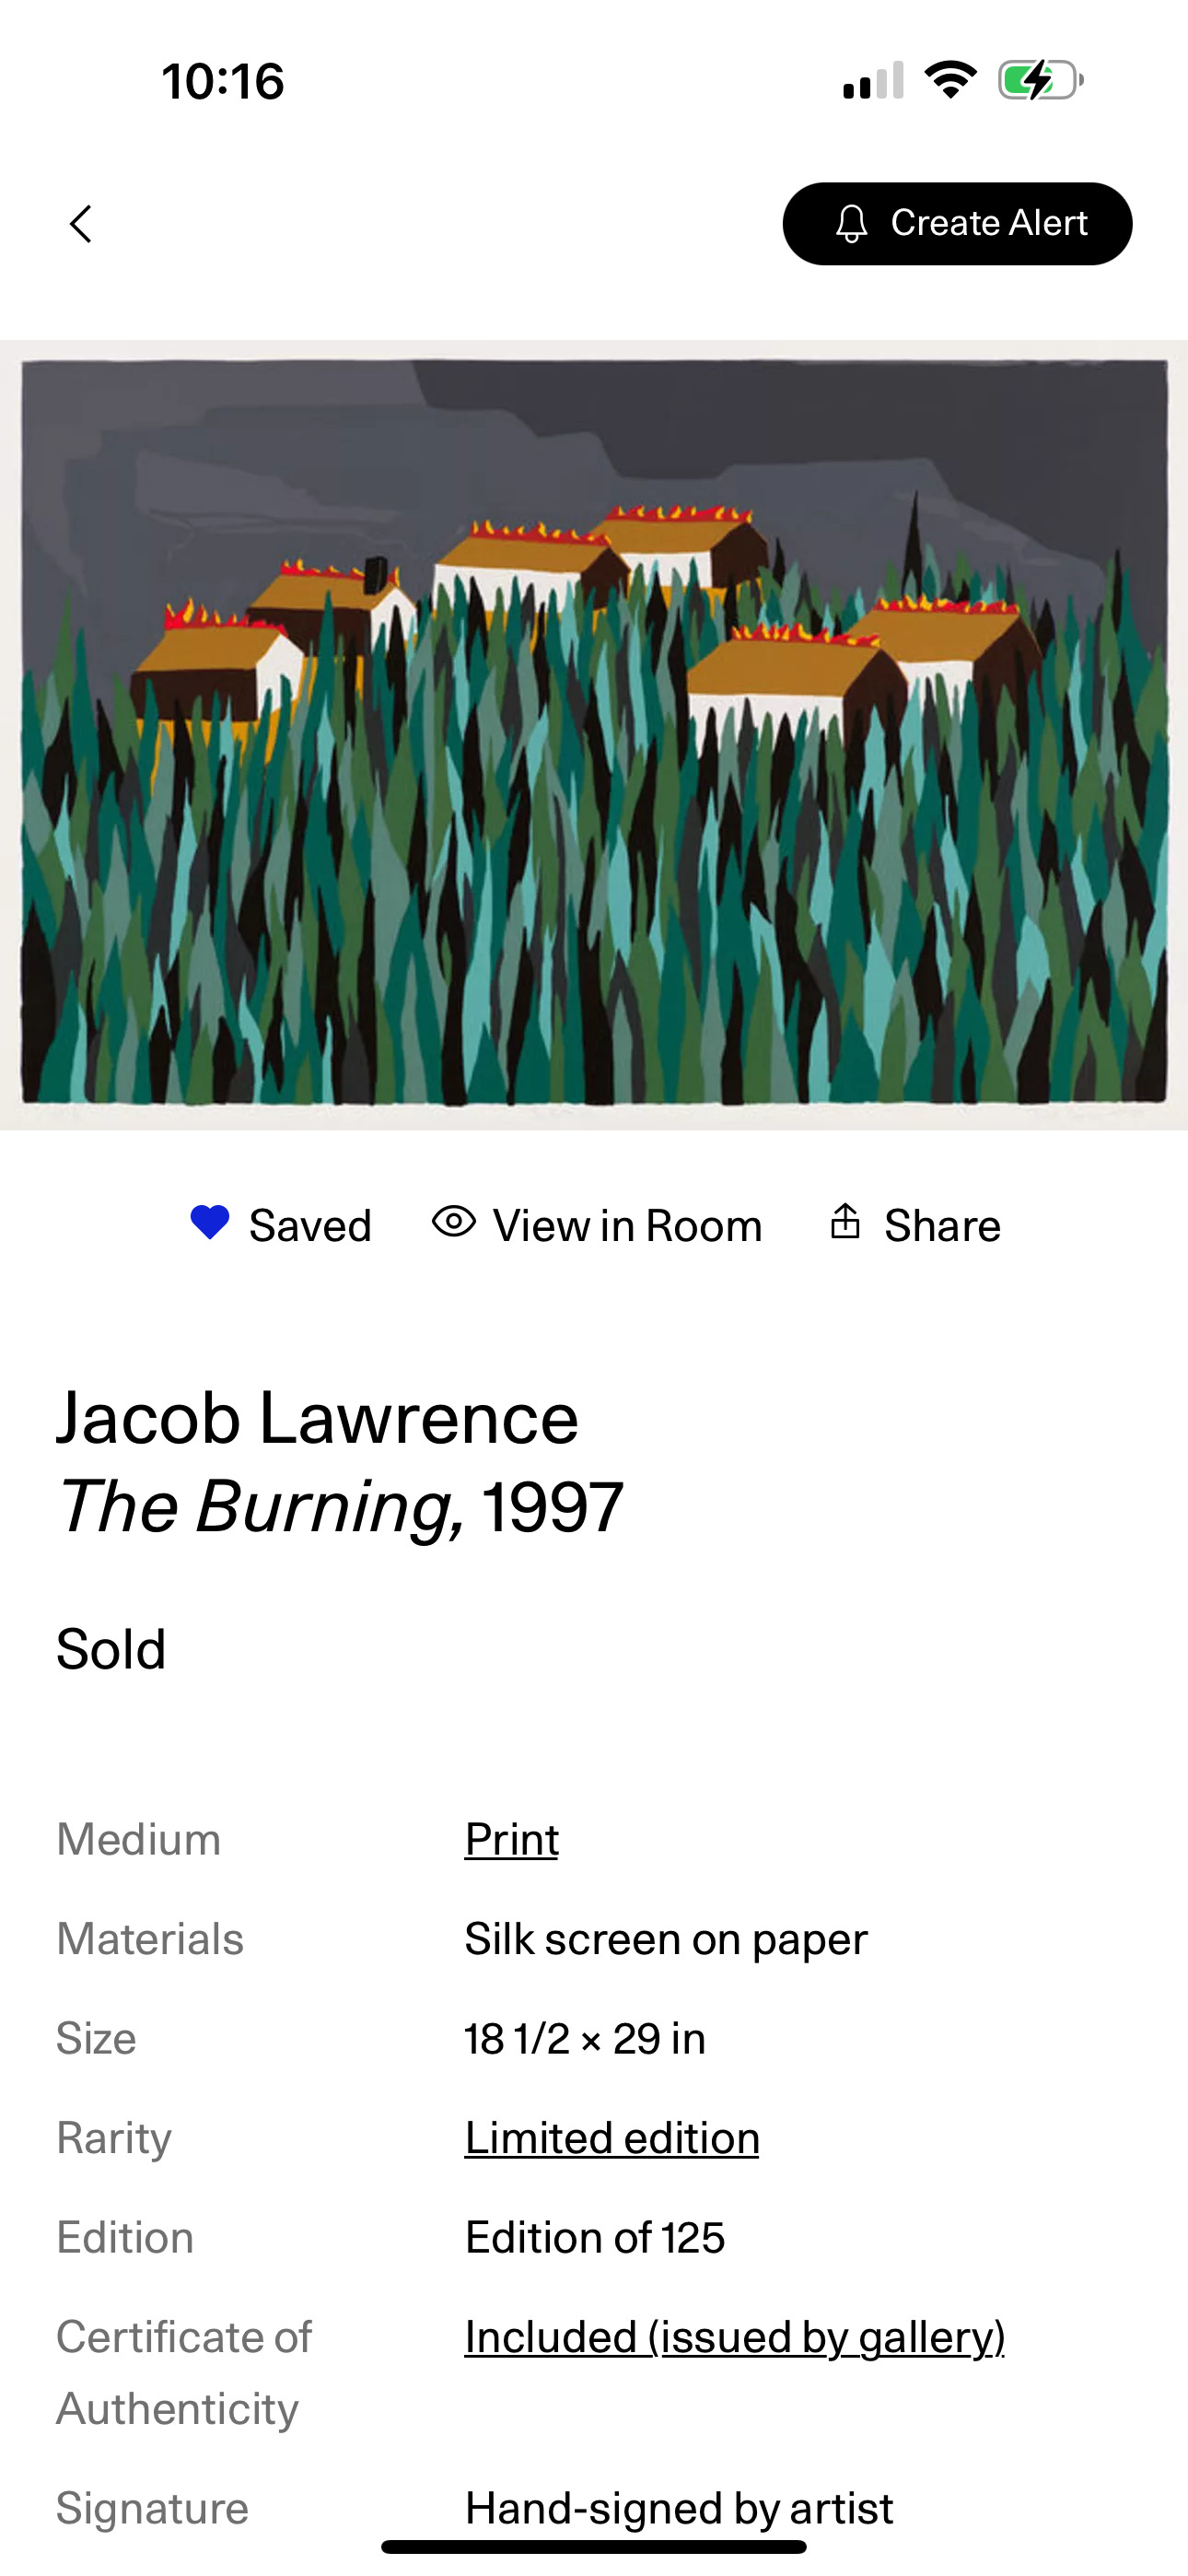 10:16
Create Alert
Saved View in Room Share
Jacob Lawrence
The Burning, 1997
Sold
Medium Print
Materials Silk screen on paper
Size 18 1/2 × 29 in
Rarity Limited edition
Edition Edition of 125
Certificate of Included (issued by gallery)
Authenticity
Signature Hand-signed by artist